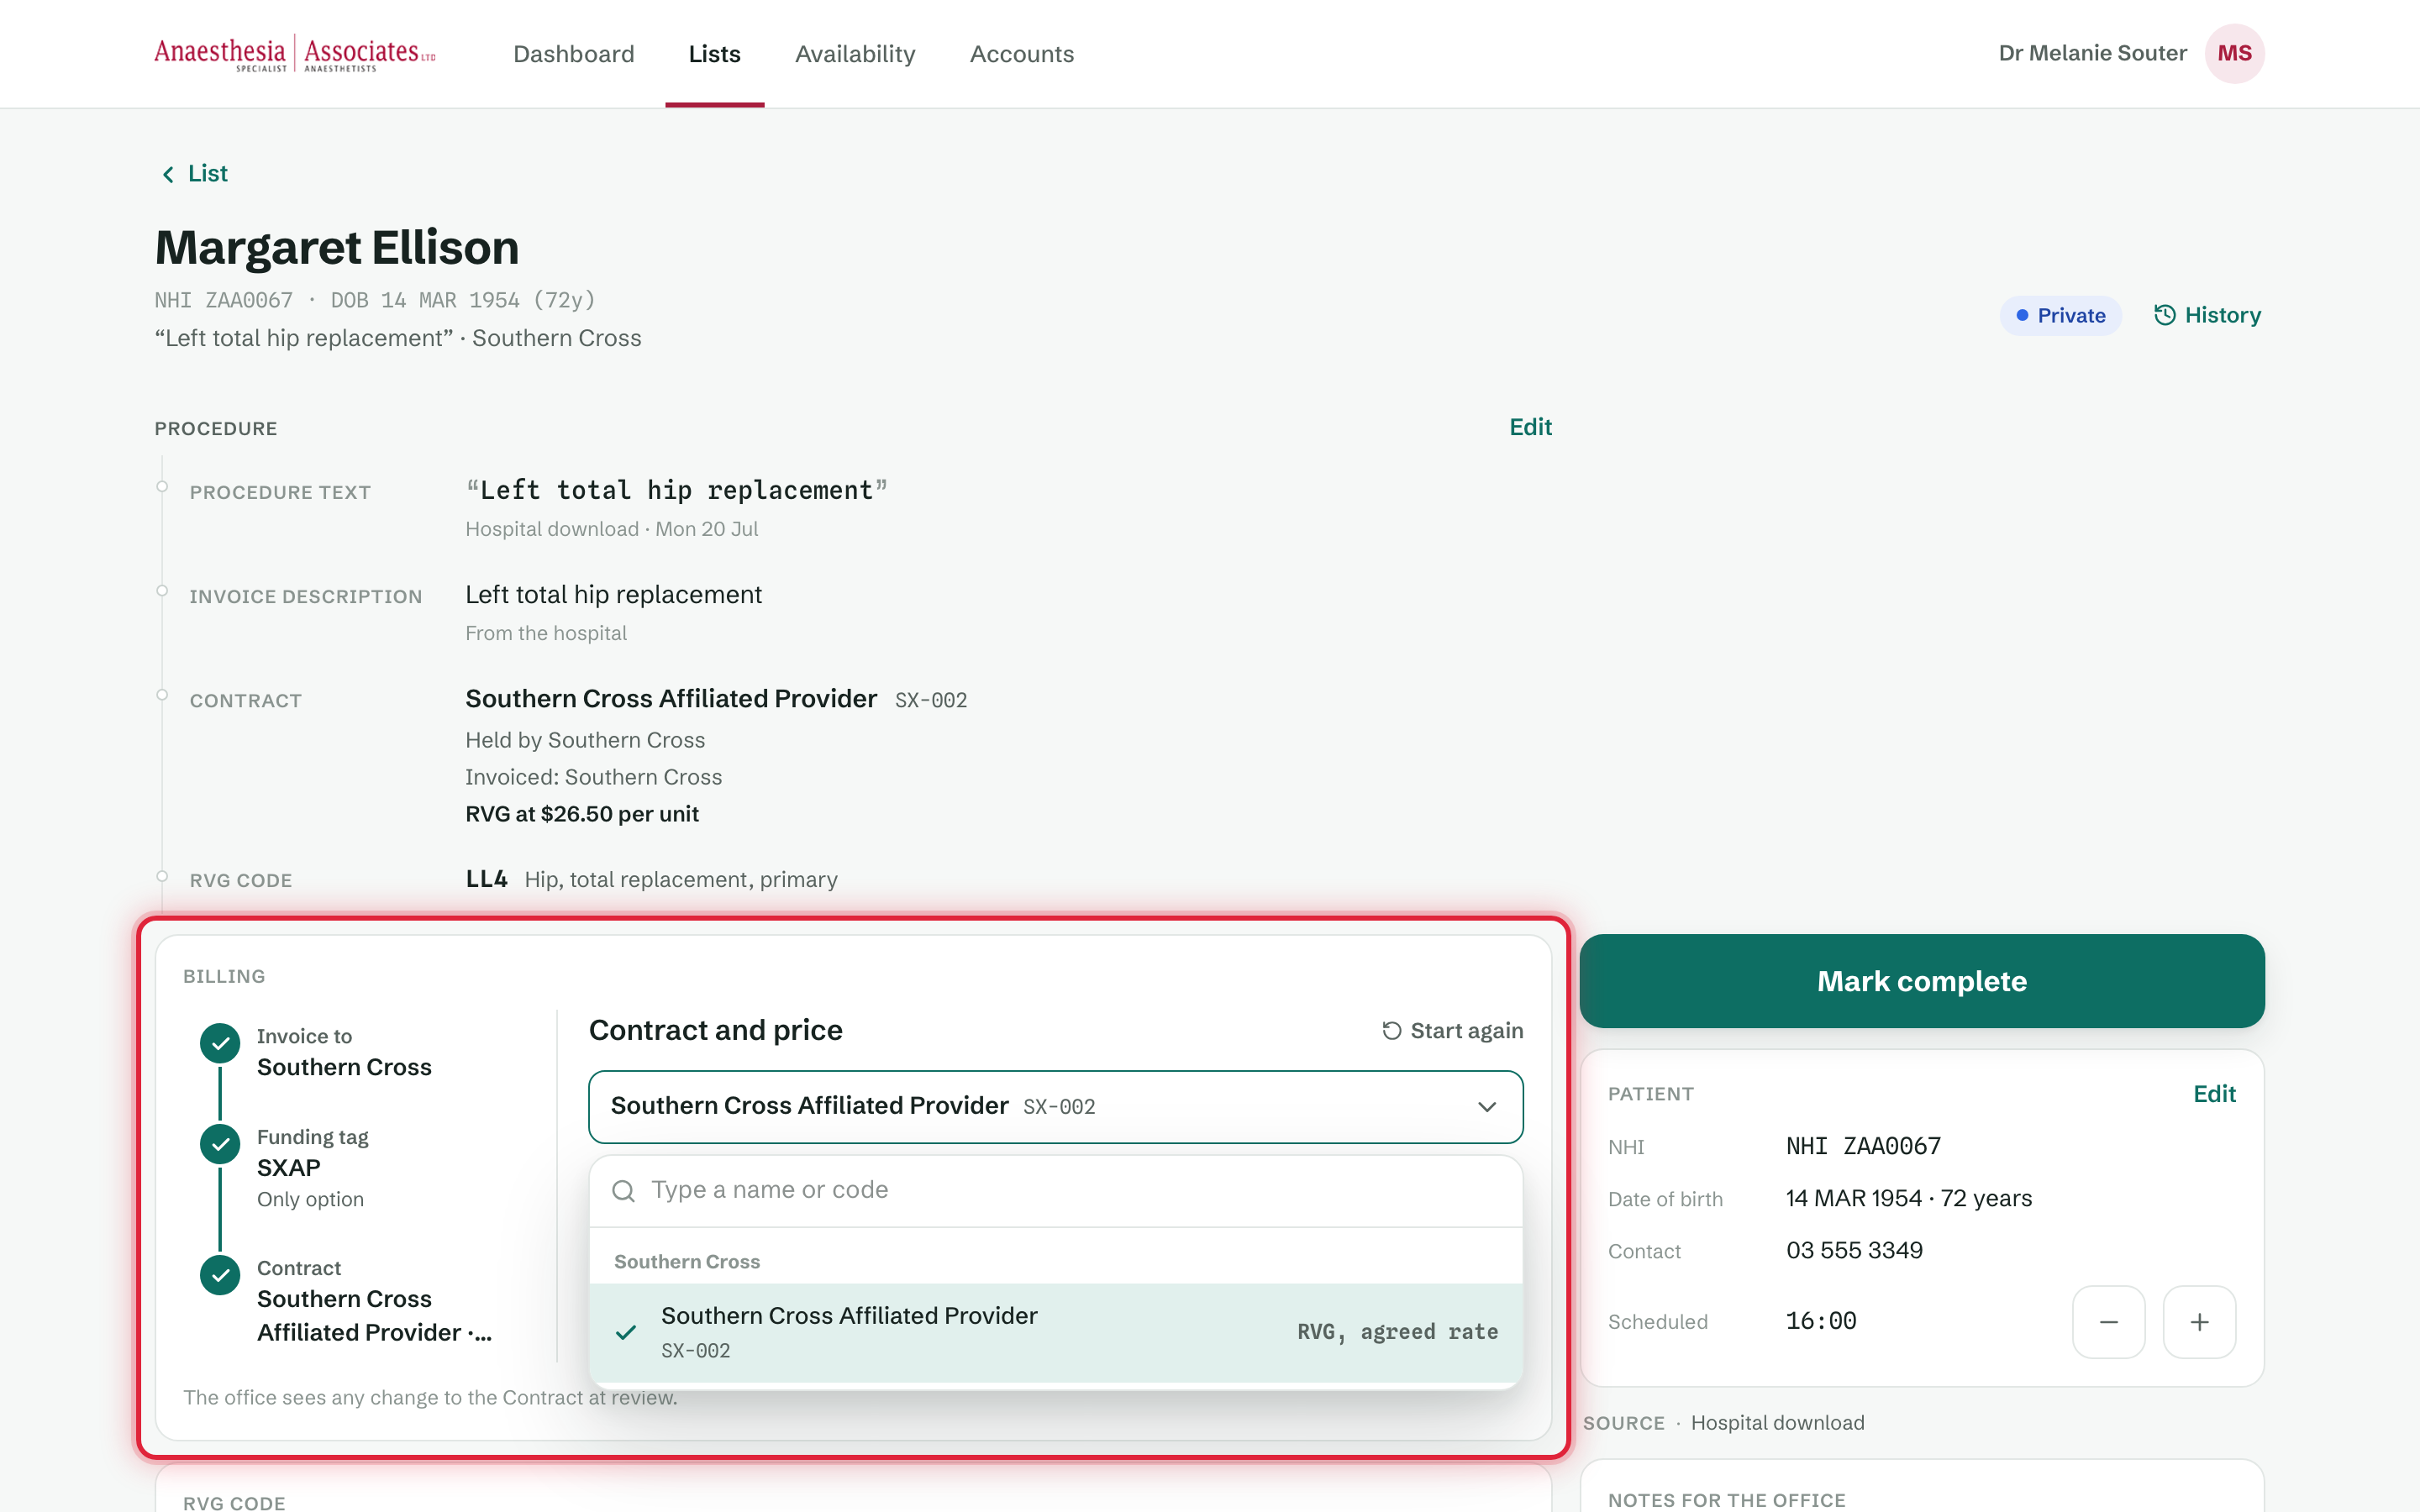 Anaesthesia | Associates LTD
SPECIALIST ANAESTHETISTS
Dashboard
Lists
Availability
Accounts
Dr Melanie Souter
MS
List
Margaret Ellison
NHI ZAA0067 · DOB 14 MAR 1954 (72y)
“Left total hip replacement” · Southern Cross
Private
History
PROCEDURE
Edit
PROCEDURE TEXT
“Left total hip replacement”
Hospital download · Mon 20 Jul
INVOICE DESCRIPTION
Left total hip replacement
From the hospital
CONTRACT
Southern Cross Affiliated Provider SX-002
Held by Southern Cross
Invoiced: Southern Cross
RVG at $26.50 per unit
RVG CODE
LL4 Hip, total replacement, primary
BILLING
Invoice to
Southern Cross
Funding tag
SXAP
Only option
Contract
Southern Cross
Affiliated Provider ·...
The office sees any change to the Contract at review.
Contract and price
Start again
Southern Cross Affiliated Provider SX-002
Type a name or code
Southern Cross
Southern Cross Affiliated Provider
SX-002
RVG, agreed rate
Mark complete
PATIENT
Edit
NHI
NHI ZAA0067
Date of birth
14 MAR 1954 · 72 years
Contact
03 555 3349
Scheduled
16:00
SOURCE · Hospital download
RVG CODE
NOTES FOR THE OFFICE